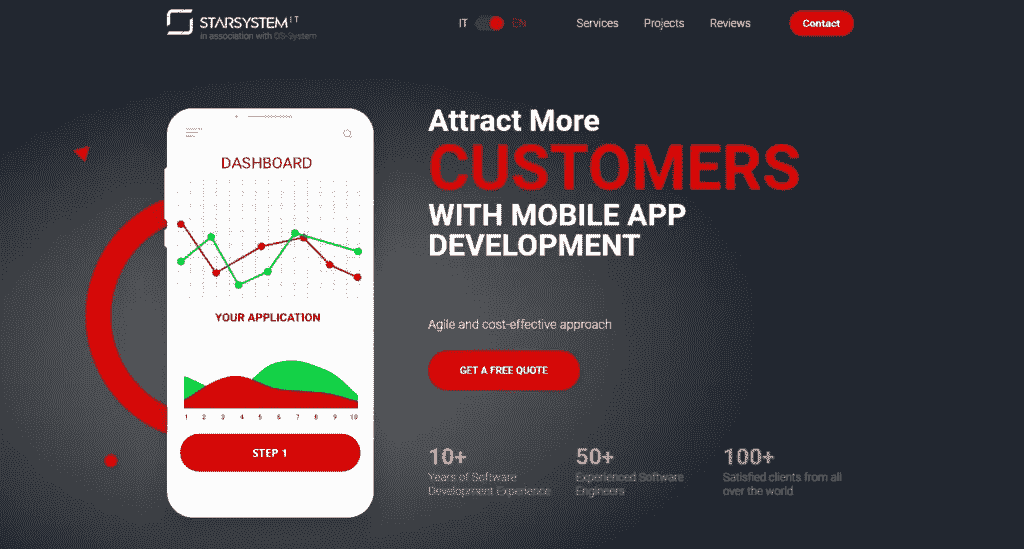 STARSYSTEM IT
in association with DS-System
IT EN
Services Projects Reviews Contact
DASHBOARD
YOUR APPLICATION
1 2 3 4 5 6 7 8 9 10
STEP 1
Attract More
CUSTOMERS
WITH MOBILE APP
DEVELOPMENT
Agile and cost-effective approach
GET A FREE QUOTE
10+
Years of Software
Development Experience
50+
Experienced Software
Engineers
100+
Satisfied clients from all
over the world